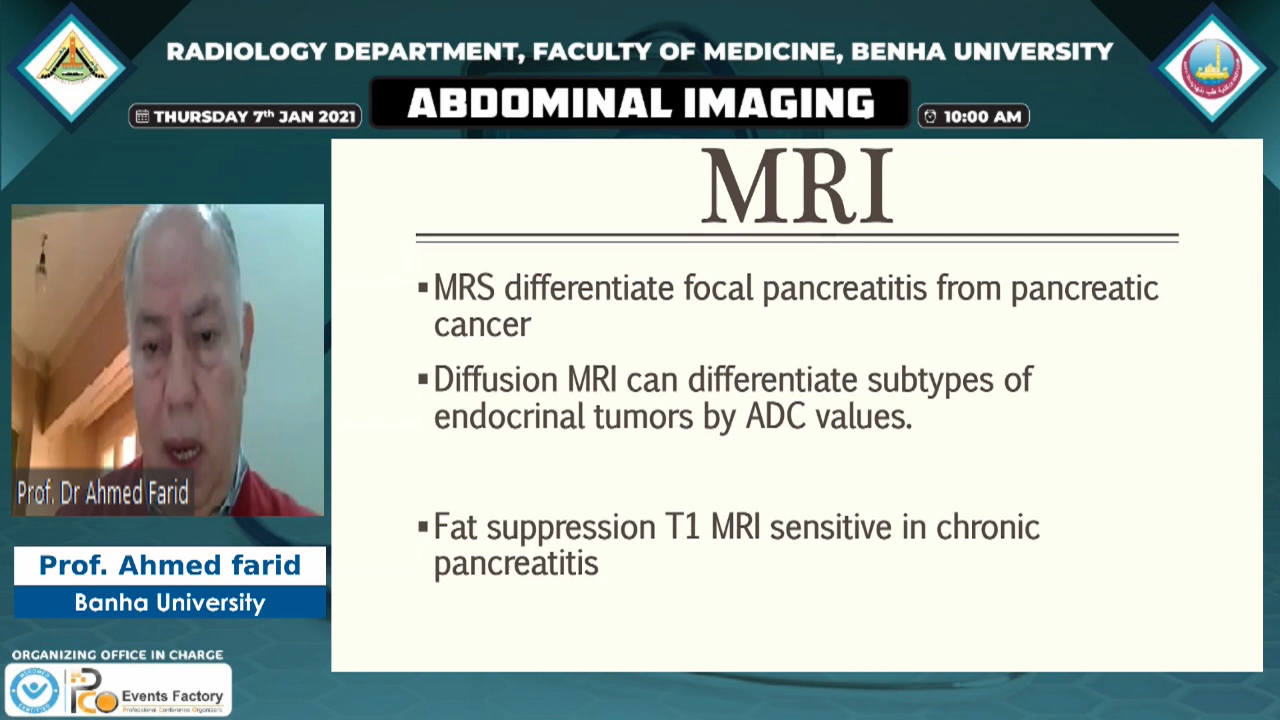 RADIOLOGY DEPARTMENT, FACULTY OF MEDICINE, BENHA UNIVERSITY
THURSDAY 7th JAN 2021
ABDOMINAL IMAGING
10:00 AM
MRI
▪MRS differentiate focal pancreatitis from pancreatic
cancer
▪Diffusion MRI can differentiate subtypes of
endocrinal tumors by ADC values.
▪Fat suppression T1 MRI sensitive in chronic
pancreatitis
Prof. Dr Ahmed Farid
Prof. Ahmed farid
Banha University
ORGANIZING OFFICE IN CHARGE
Events Factory
Professional Conference Organizers